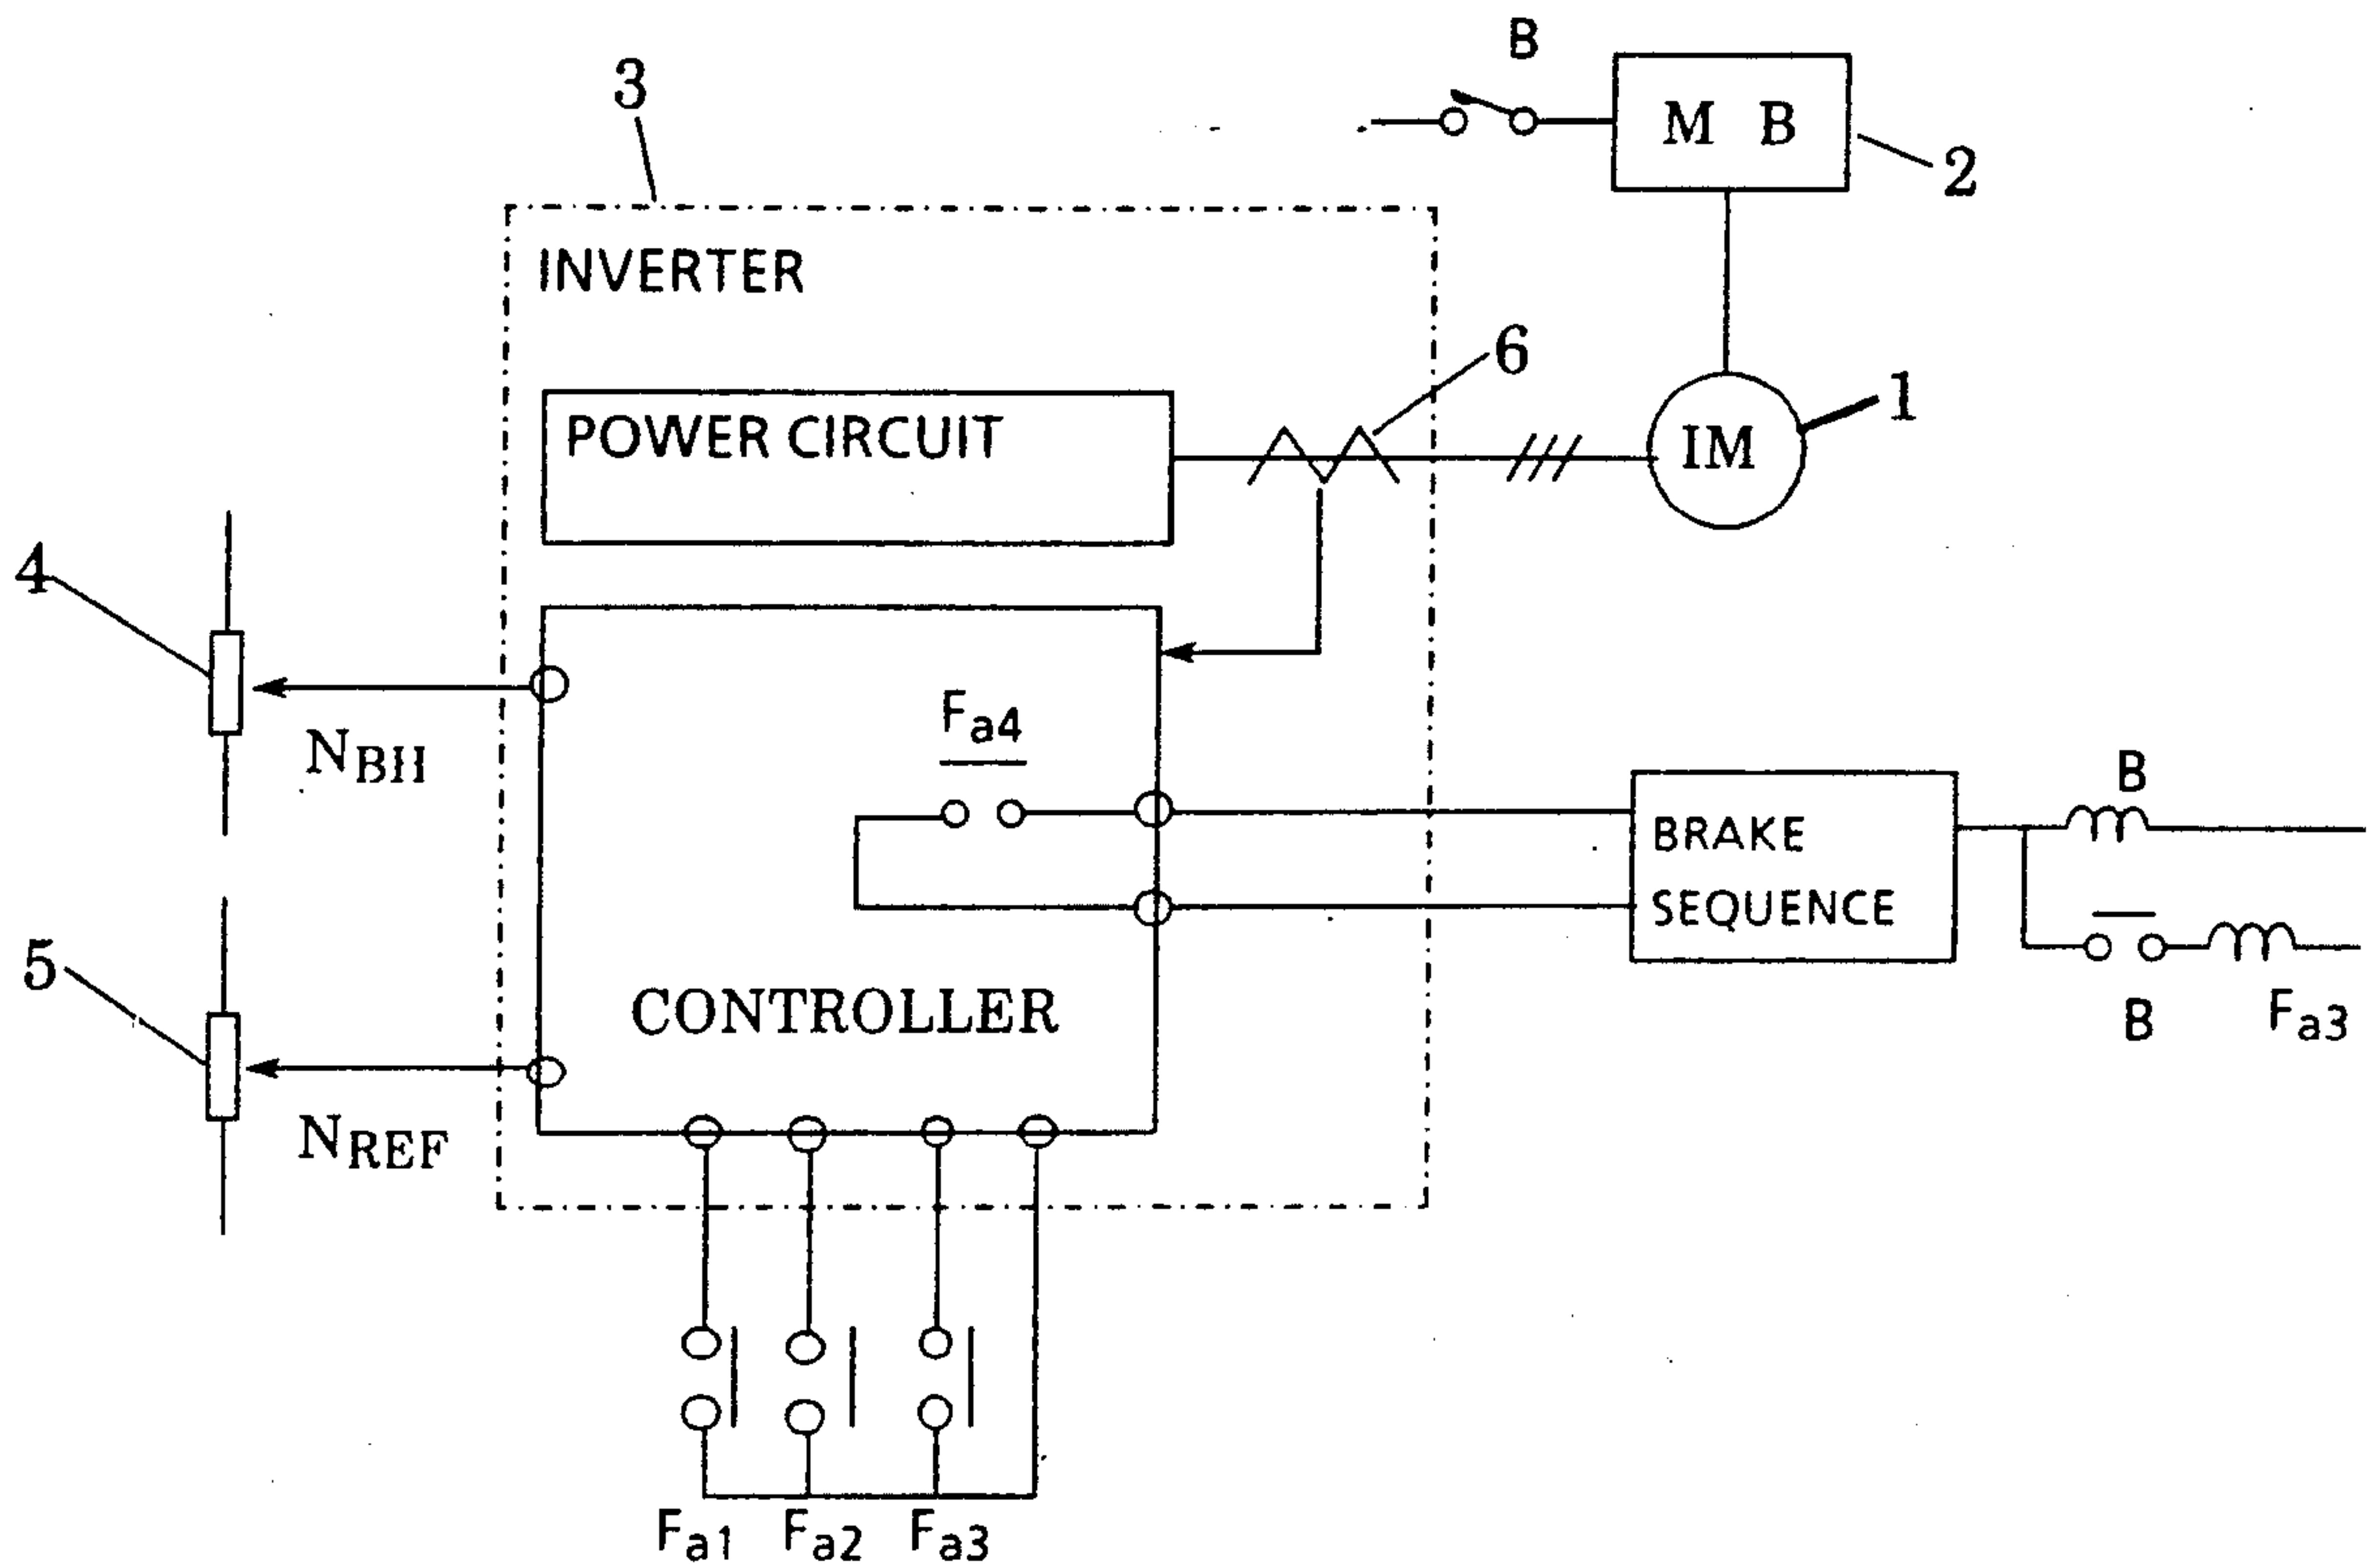 B
3
M B
2
INVERTER
6
1
POWER CIRCUIT
IM
4
Fa4
NBH
B
BRAKE
SEQUENCE
5
CONTROLLER
B
Fa3
NREF
Fa1 Fa2 Fa3